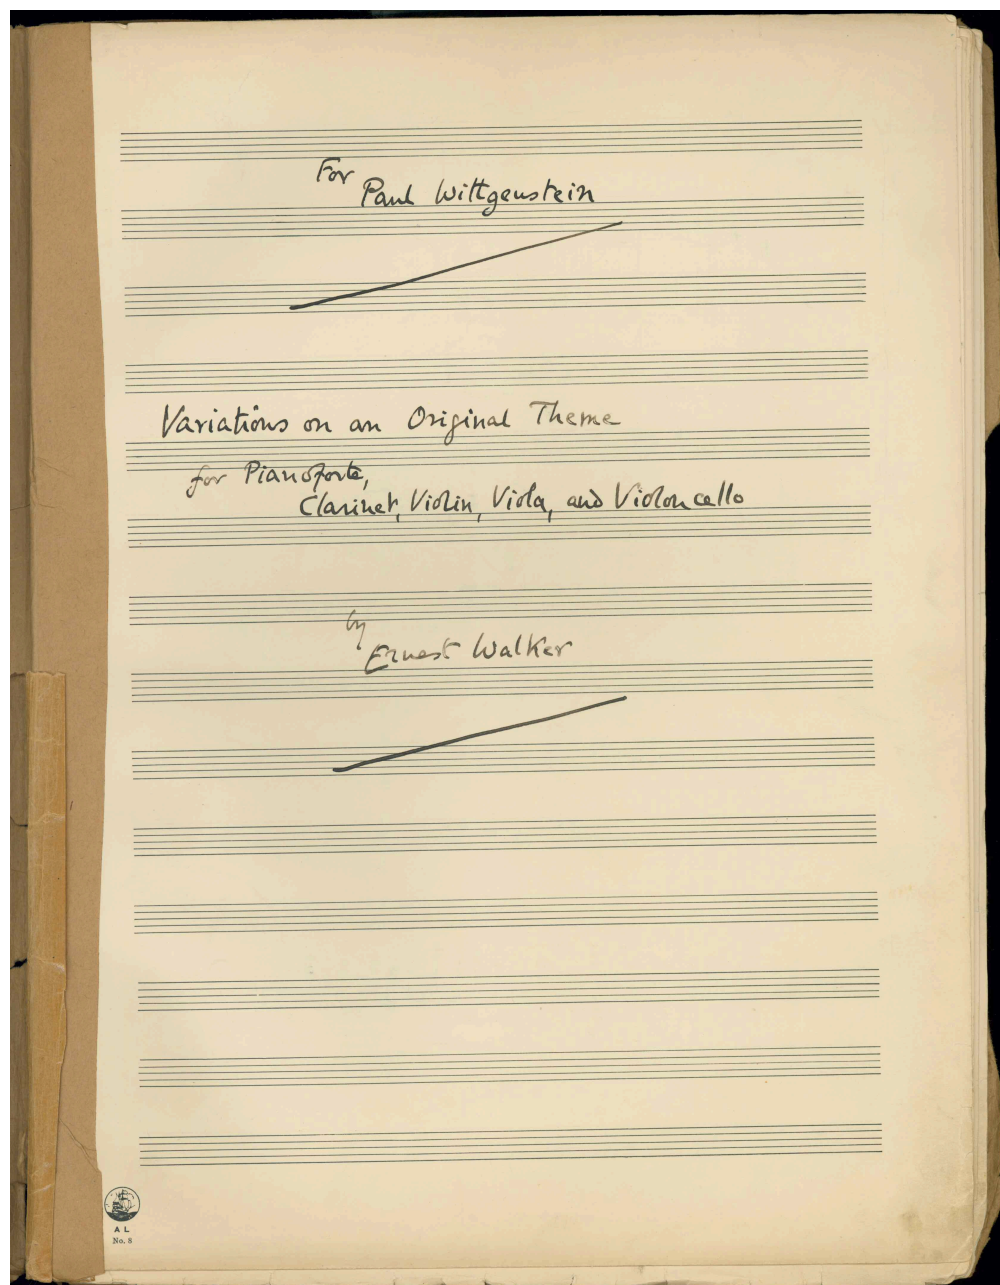 For
Paul Wittgenstein
Variations on an Original Theme
for Pianoforte,
Clarinet, Violin, Viola, and Violoncello
by
Ernest Walker
A L
No. 8